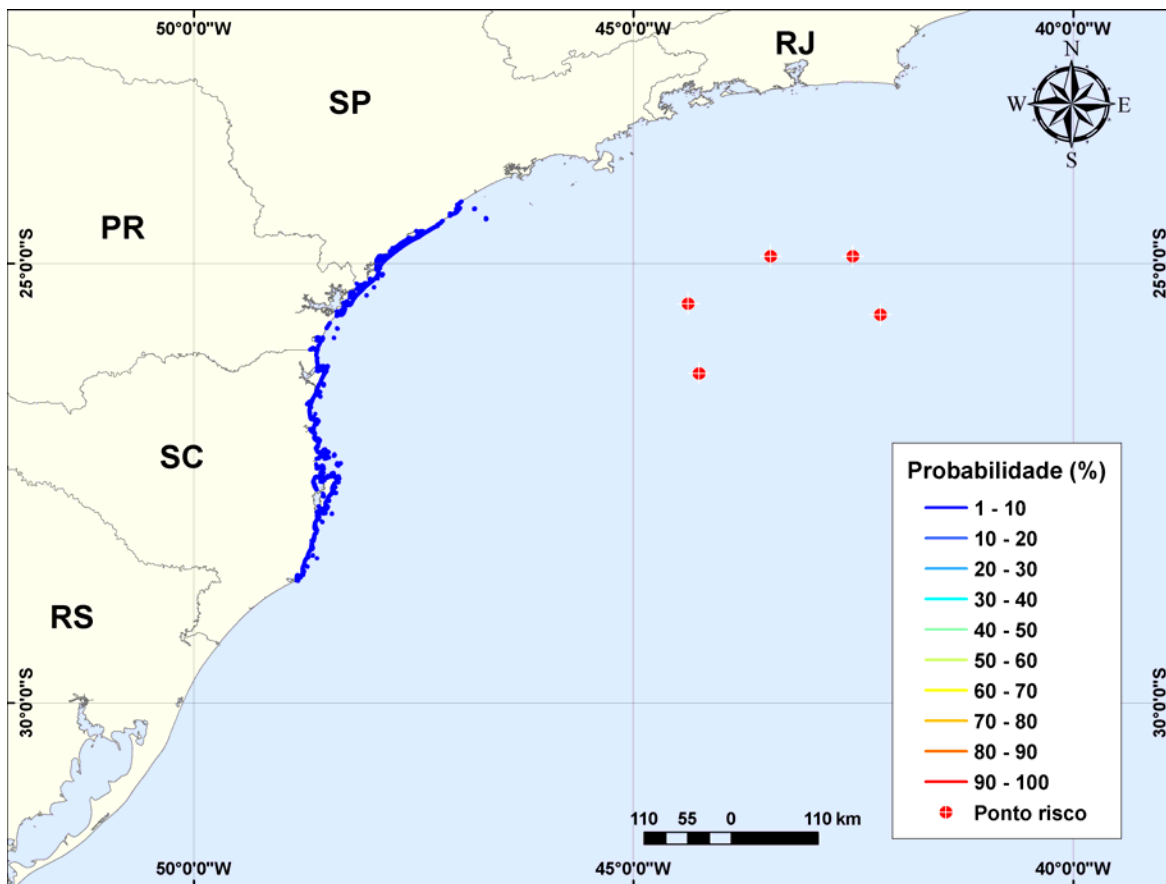 50°0'0"W
45°0'0"W
40°0'0"W
RJ
N
W
E
S
SP
PR
25°0'0"S
25°0'0"S
SC
RS
30°0'0"S
30°0'0"S
Probabilidade (%)
1 - 10
10 - 20
20 - 30
30 - 40
40 - 50
50 - 60
60 - 70
70 - 80
80 - 90
90 - 100
Ponto risco
110 55 0 110 km
50°0'0"W
45°0'0"W
40°0'0"W